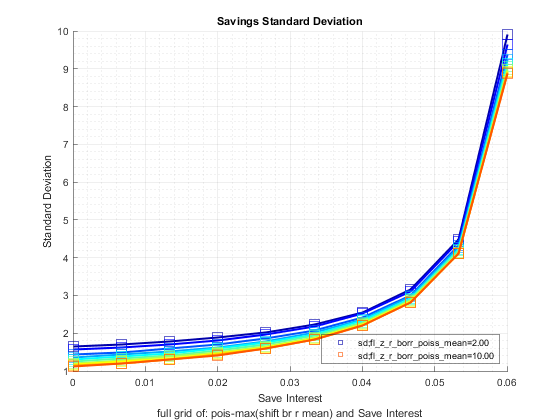 Savings Standard Deviation
10
9
8
7
6
5
4
3
2
1
Standard Deviation
0
0.01
0.02
0.03
0.04
0.05
0.06
sd;fl_z_r_borr_poiss_mean=2.00
sd;fl_z_r_borr_poiss_mean=10.00
Save Interest
full grid of: pois-max(shift br r mean) and Save Interest